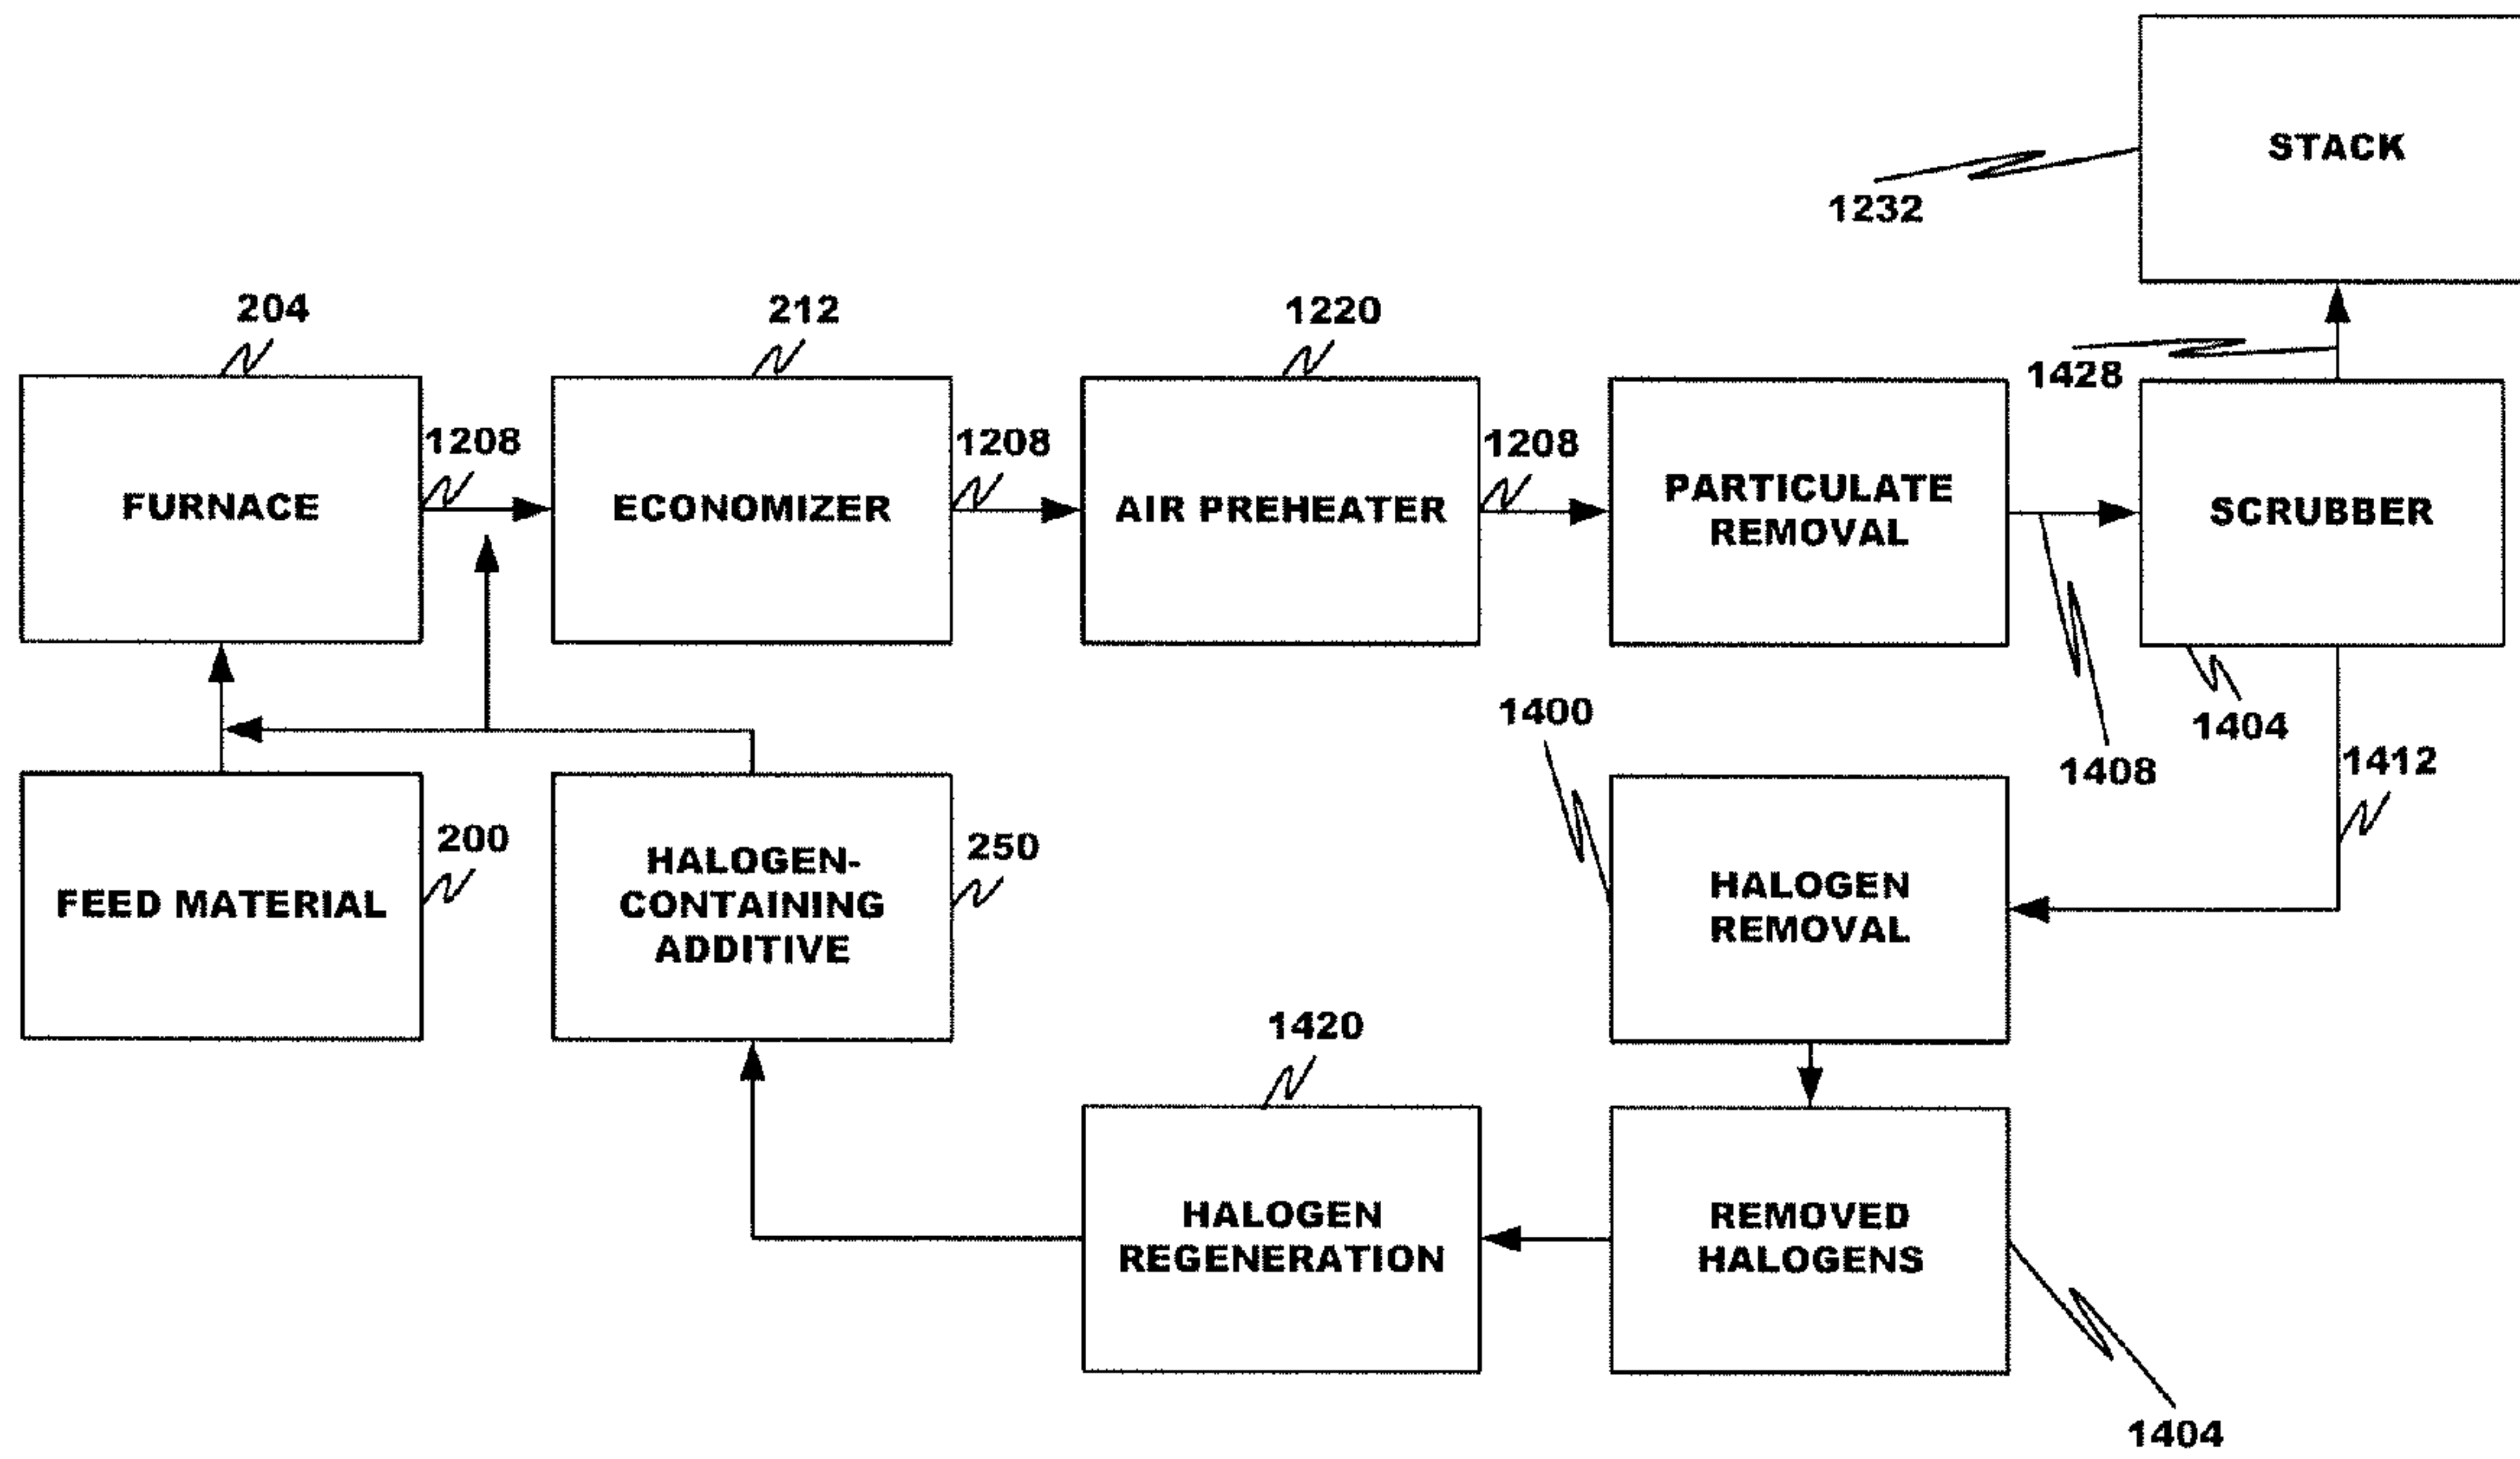 STACK
1232
204
212
1220
1428
1208
1208
1208
FURNACE
ECONOMIZER
AIR PREHEATER
PARTICULATE
REMOVAL
SCRUBBER
1400
1404
1408
1412
200
250
FEED MATERIAL
HALOGEN-
CONTAINING
ADDITIVE
HALOGEN
REMOVAL
1420
HALOGEN
REGENERATION
REMOVED
HALOGENS
1404